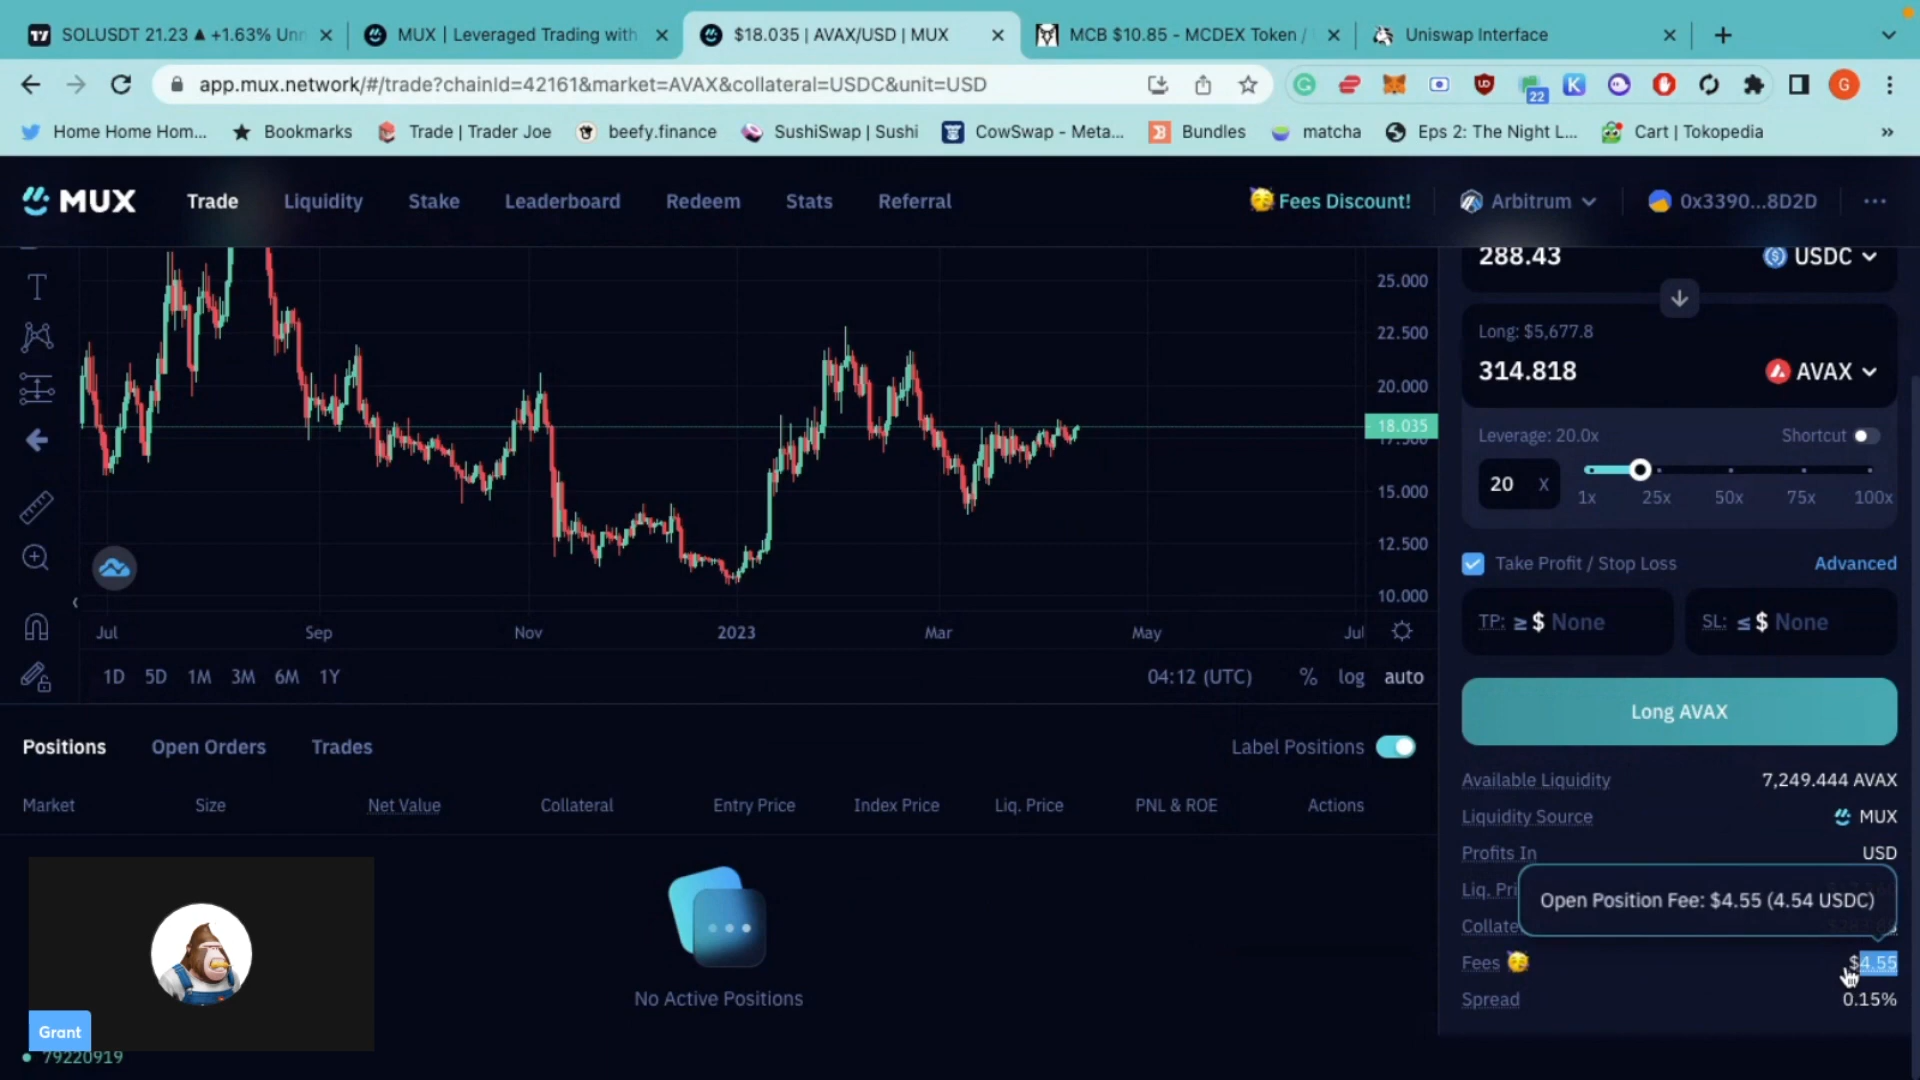 SOLUSDT 21.23 ▲ +1.63% Unn
MUX | Leveraged Trading with
$18.035 | AVAX/USD | MUX
MCB $10.85 - MCDEX Token /
Uniswap Interface
app.mux.network/#/trade?chainId=42161&market=AVAX&collateral=USDC&unit=USD
22
G
Home Home Hom...
Bookmarks
Trade | Trader Joe
beefy.finance
SushiSwap | Sushi
CowSwap - Meta...
Bundles
matcha
Eps 2: The Night L...
Cart | Tokopedia
»
MUX
Trade
Liquidity
Stake
Leaderboard
Redeem
Stats
Referral
Fees Discount!
Arbitrum
0x3390...8D2D
25.000
22.500
20.000
18.035
17.500
15.000
12.500
10.000
Jul
Sep
Nov
2023
Mar
May
Jul
1D 5D 1M 3M 6M 1Y
04:12 (UTC)
% log auto
288.43
USDC
Long: $5,677.8
314.818
AVAX
Leverage: 20.0x
Shortcut
20 X
1x 25x 50x 75x 100x
Take Profit / Stop Loss
Advanced
TP: ≥ $ None
SL: ≤ $ None
Long AVAX
Available Liquidity 7,249.444 AVAX
Liquidity Source MUX
Profits In USD
Liq. Pri
Open Position Fee: $4.55 (4.54 USDC)
Collate
Fees $4.55
Spread 0.15%
Positions
Open Orders
Trades
Label Positions
Market
Size
Net Value
Collateral
Entry Price
Index Price
Liq. Price
PNL & ROE
Actions
No Active Positions
Grant
79220919